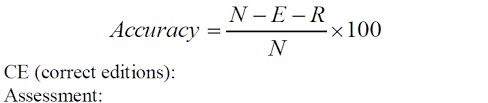 Accuracy = (N – E – R) / N × 100
CE (correct editions):
Assessment: